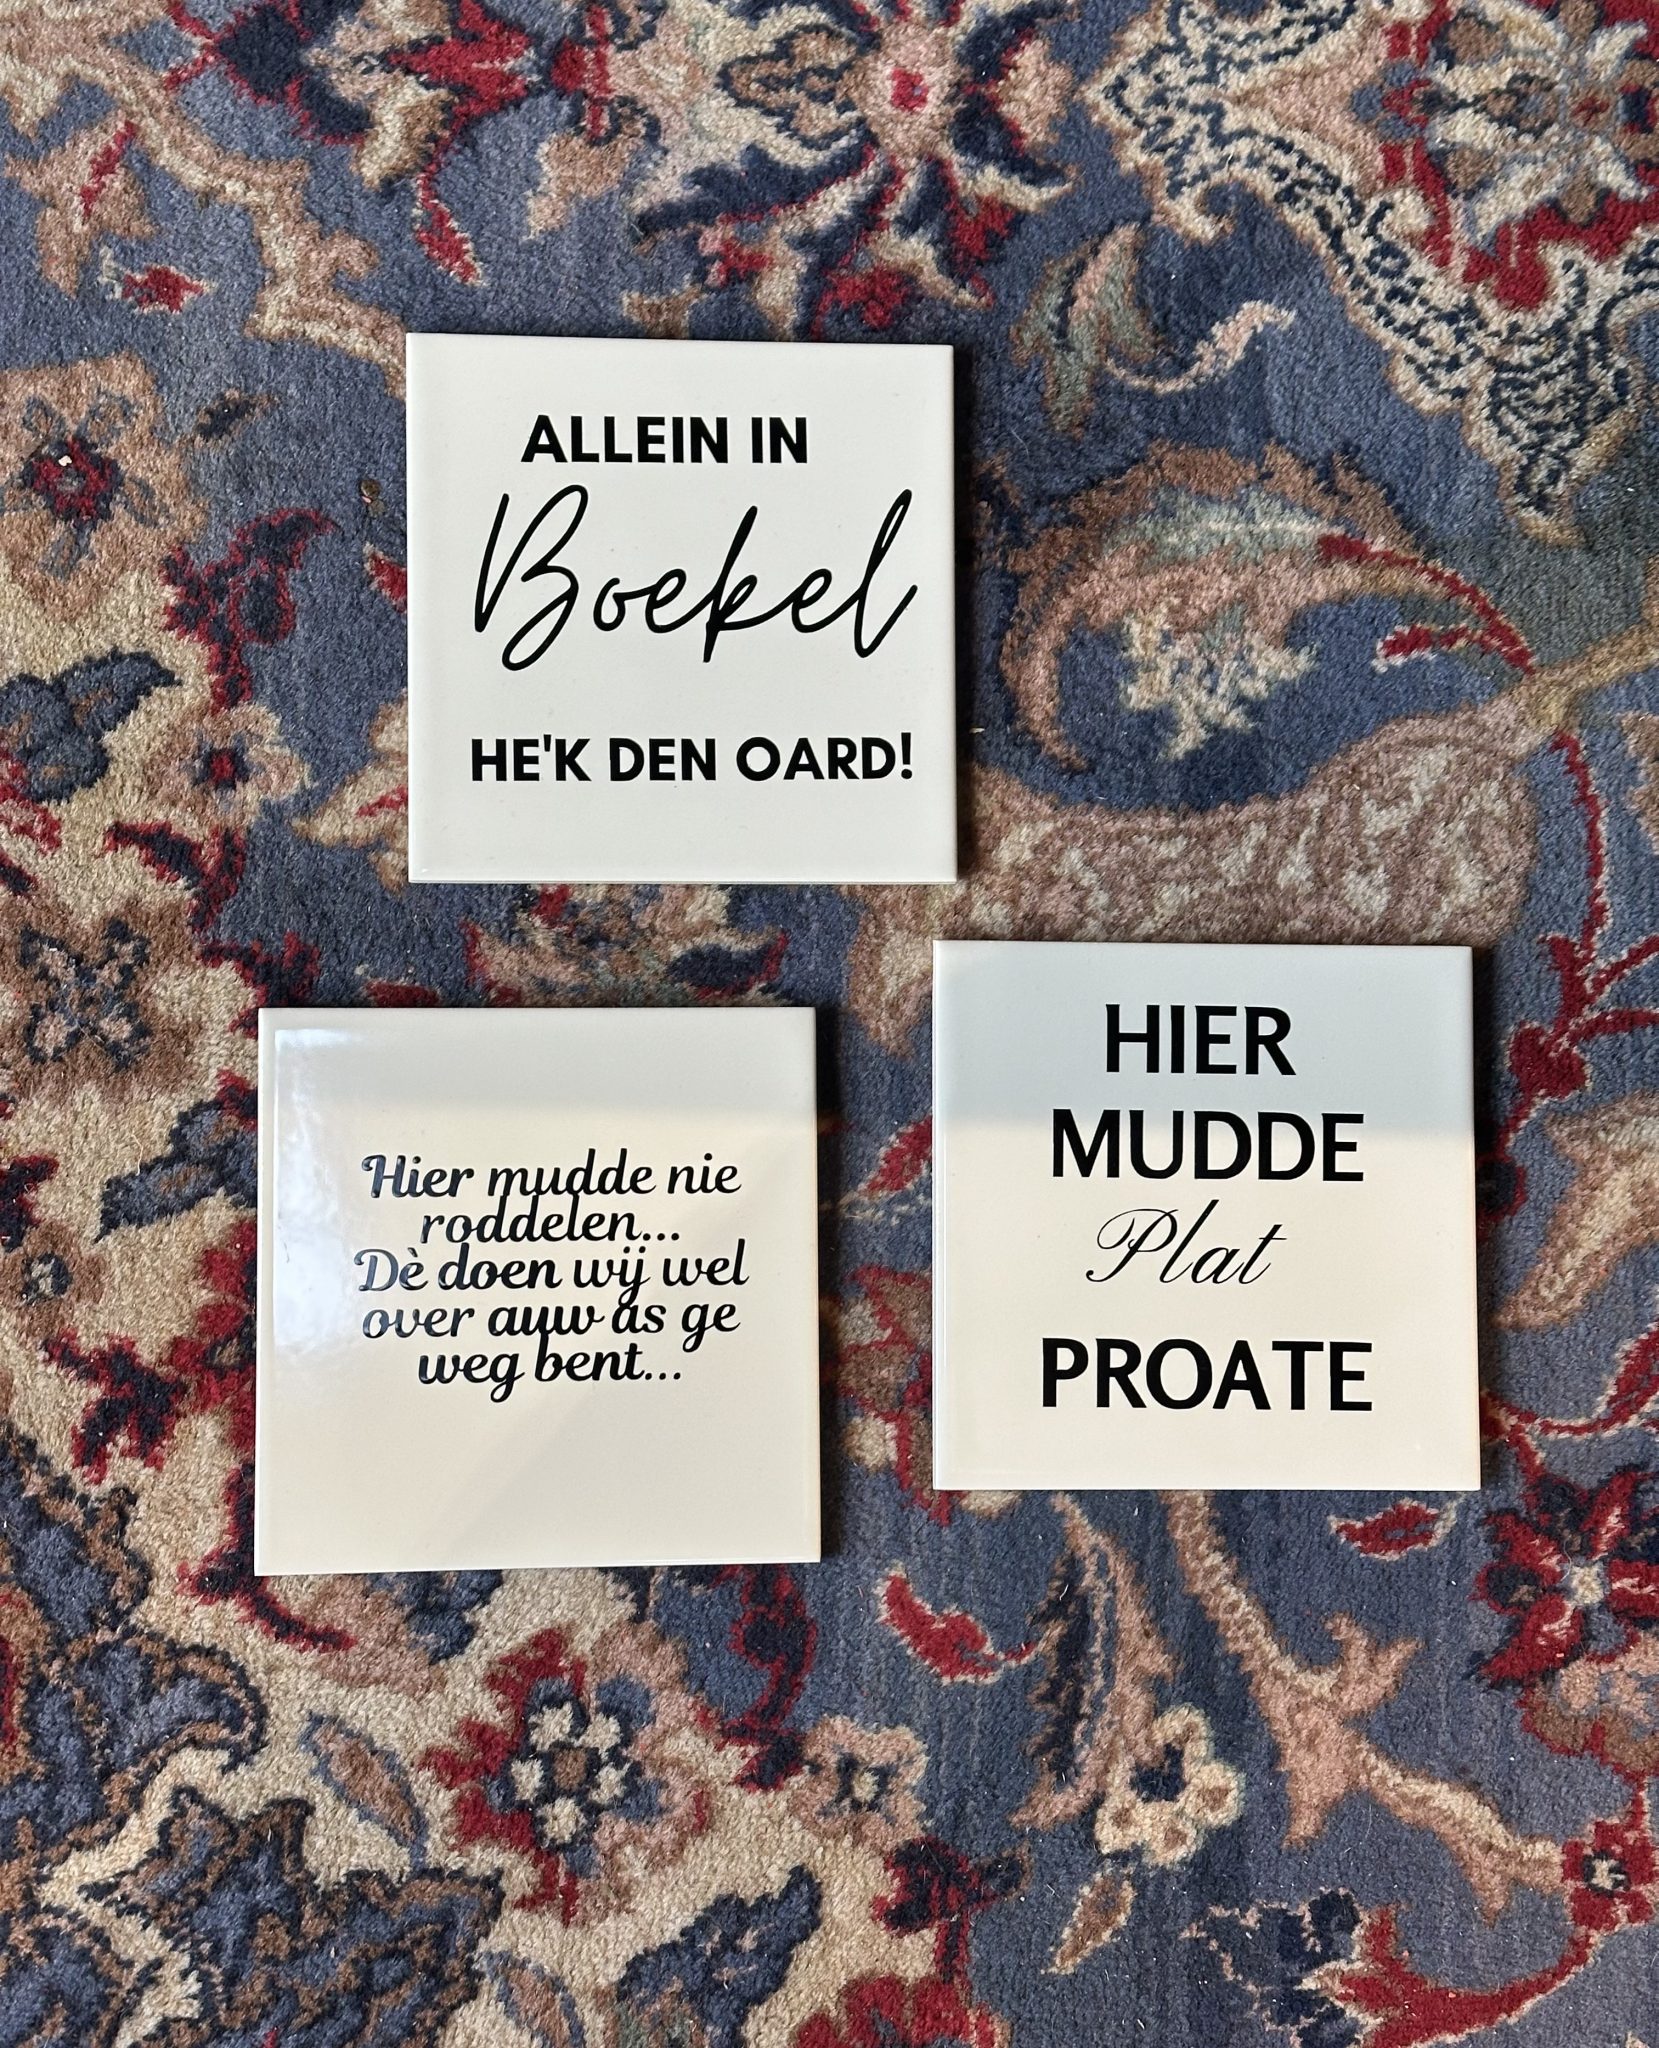 ALLEIN IN
Boekel
HE'K DEN OARD!
Hier mudde nie
roddelen...
Dè doen wij wel
over auw as ge
weg bent...
HIER
MUDDE
Plat
PROATE